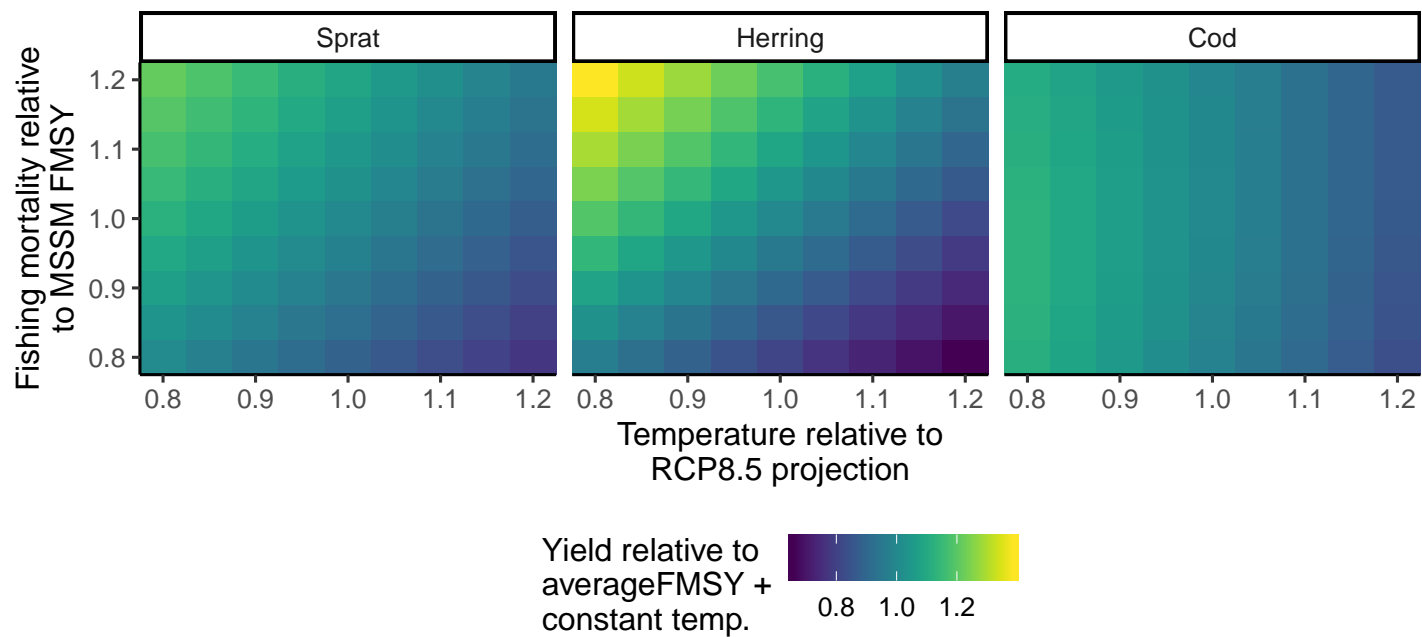 Sprat
Herring
Cod
Fishing mortality relative
to MSSM FMSY
1.2
1.1
1.0
0.9
0.8
0.8 0.9 1.0 1.1 1.2
0.8 0.9 1.0 1.1 1.2
0.8 0.9 1.0 1.1 1.2
Temperature relative to
RCP8.5 projection
Yield relative to
averageFMSY +
constant temp.
0.8 1.0 1.2